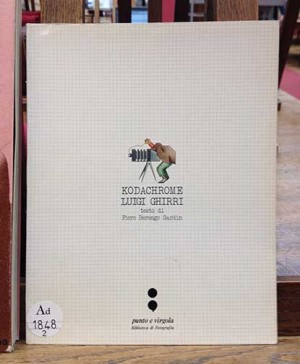 KODACHROME
LUIGI GHIRRI
testo di
Piero Berengo Gardin
punto e virgola
Biblioteca di Fotografia
Ad
1848
2